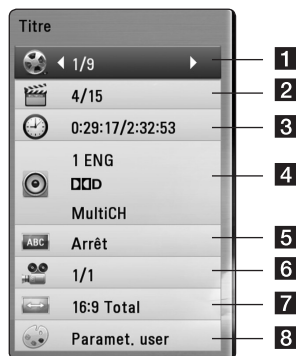 Titre
1/9 1
4/15 2
0:29:17/2:32:53 3
1 ENG
D
MultiCH 4
ABC Arrêt 5
1/1 6
16:9 Total 7
Paramet. user 8